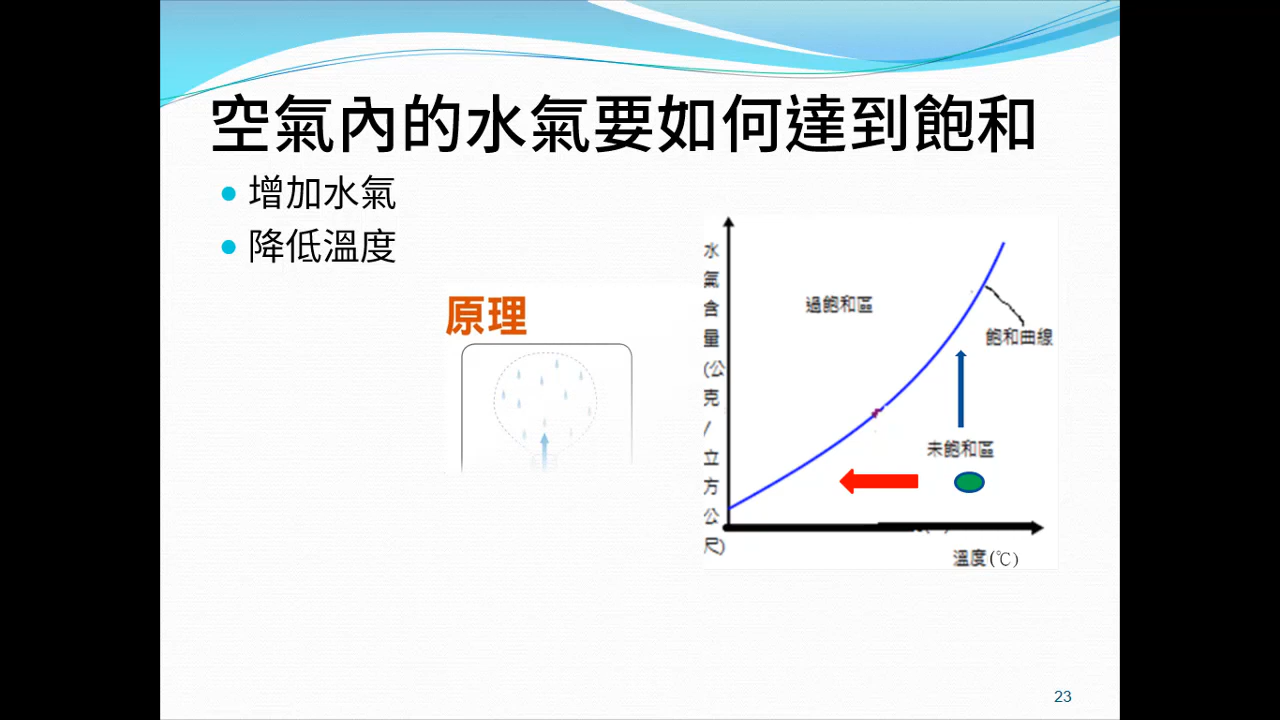 空氣內的水氣要如何達到飽和
增加水氣
降低溫度
原理
水氣含量(公克/立方公尺)
過飽和區
飽和曲線
未飽和區
溫度(℃)
23